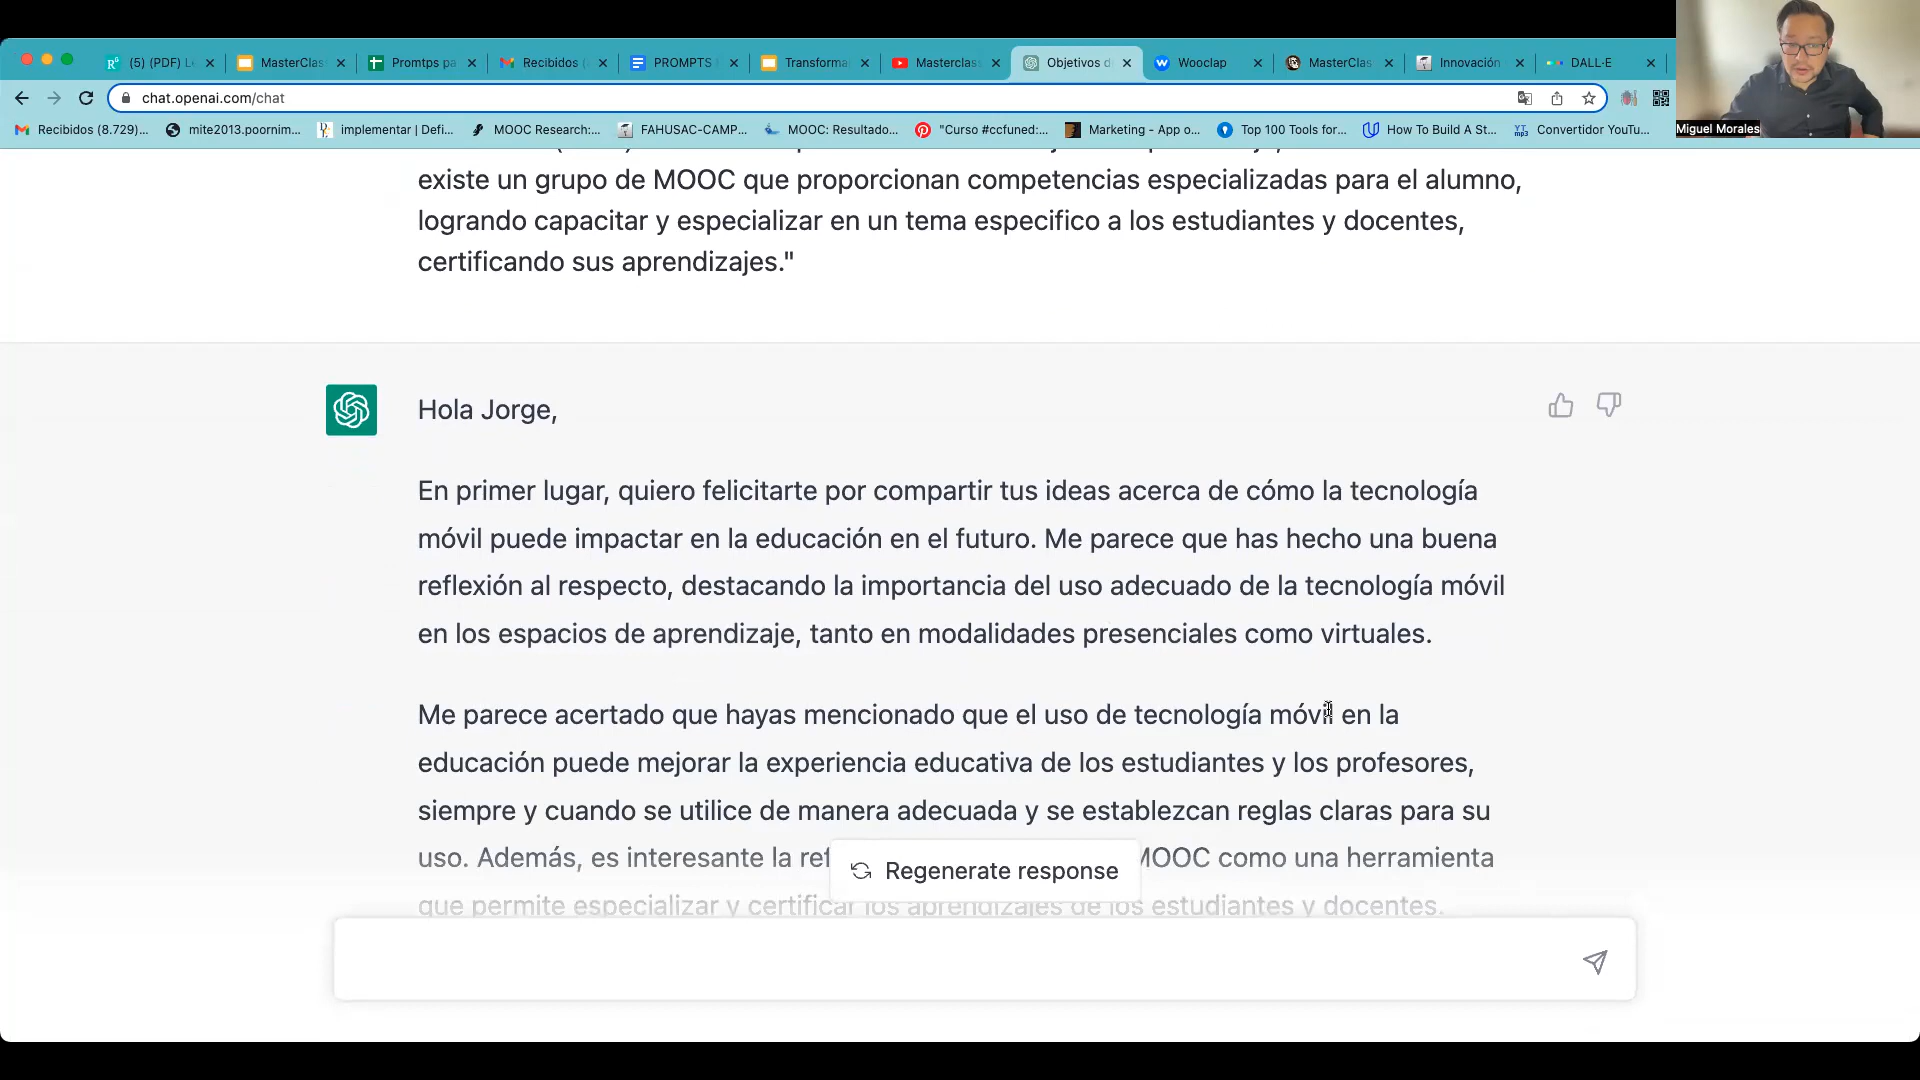 (5) (PDF) L
MasterClas
Promtps pa
Recibidos (
PROMPTS
Transforma
Masterclas
Objetivos d
Wooclap
MasterClas
Innovación
DALL·E
chat.openai.com/chat
Recibidos (8.729)...
mite2013.poornim...
implementar | Defi...
MOOC Research:...
FAHUSAC-CAMP...
MOOC: Resultado...
"Curso #ccfuned:...
Marketing - App o...
Top 100 Tools for...
How To Build A St...
Convertidor YouTu...
Miguel Morales
existe un grupo de MOOC que proporcionan competencias especializadas para el alumno,
logrando capacitar y especializar en un tema especifico a los estudiantes y docentes,
certificando sus aprendizajes."
Hola Jorge,
En primer lugar, quiero felicitarte por compartir tus ideas acerca de cómo la tecnología
móvil puede impactar en la educación en el futuro. Me parece que has hecho una buena
reflexión al respecto, destacando la importancia del uso adecuado de la tecnología móvil
en los espacios de aprendizaje, tanto en modalidades presenciales como virtuales.
Me parece acertado que hayas mencionado que el uso de tecnología móvil en la
educación puede mejorar la experiencia educativa de los estudiantes y los profesores,
siempre y cuando se utilice de manera adecuada y se establezcan reglas claras para su
uso. Además, es interesante la ref MOOC como una herramienta
que permite especializar y certificar los aprendizajes de los estudiantes y docentes.
Regenerate response